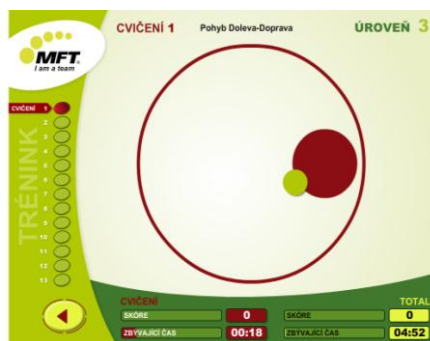 MFT
I am a team
CVIČENÍ 1 Pohyb Doleva-Doprava ÚROVEŇ 3
TRÉNINK
CVIČENÍ 1
2
3
4
5
6
7
8
9
10
11
12
13
CVIČENÍ TOTAL
SKÓRE 0 SKÓRE 0
ZBÝVAJÍCÍ ČAS 00:18 ZBÝVAJÍCÍ ČAS 04:52